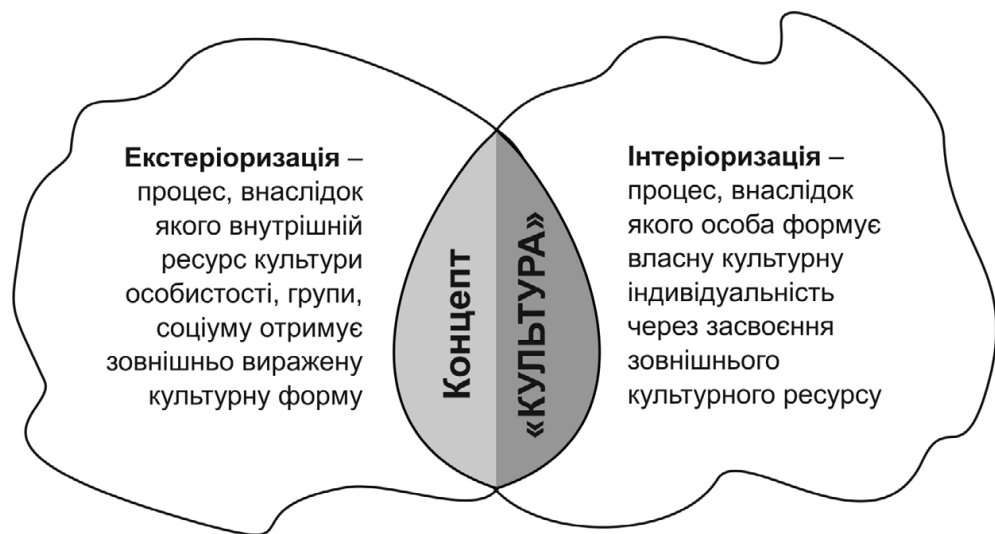 Екстеріоризація –
процес, внаслідок
якого внутрішній
ресурс культури
особистості, групи,
соціуму отримує
зовнішньо виражену
культурну форму
Концепт
«КУЛЬТУРА»
Інтеріоризація –
процес, внаслідок
якого особа формує
власну культурну
індивідуальність
через засвоєння
зовнішнього
культурного ресурсу